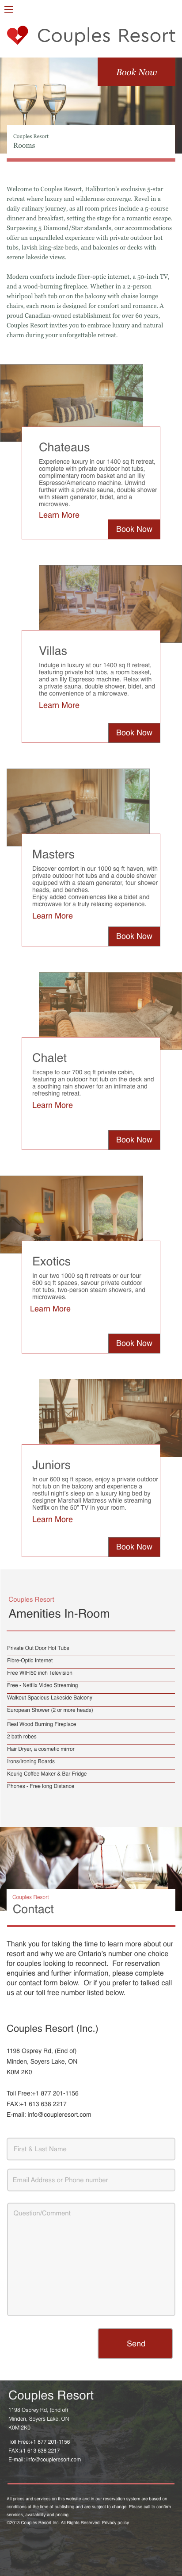 Couples Resort
Book Now
Couples Resort
Rooms
Welcome to Couples Resort, Haliburton's exclusive 5-star
retreat where luxury and wilderness converge. Revel in a
daily culinary journey, as all room prices include a 5-course
dinner and breakfast, setting the stage for a romantic escape.
Surpassing 5 Diamond/Star standards, our accommodations
offer an unparalleled experience with private outdoor hot
tubs, lavish king-size beds, and balconies or decks with
serene lakeside views.
Modern comforts include fiber-optic internet, a 50-inch TV,
and a wood-burning fireplace. Whether in a 2-person
whirlpool bath tub or on the balcony with chaise lounge
chairs, each room is designed for comfort and romance. A
proud Canadian-owned establishment for over 60 years,
Couples Resort invites you to embrace luxury and natural
charm during your unforgettable retreat.
Chateaus
Experience luxury in our 1400 sq ft retreat,
complete with private outdoor hot tubs,
complimentary room basket and an Illy
Espresso/Americano machine. Unwind
further with a private sauna, double shower
with steam generator, bidet, and a
microwave.
Learn More
Book Now
Villas
Indulge in luxury at our 1400 sq ft retreat,
featuring private hot tubs, a room basket,
and an Illy Espresso machine. Relax with
a private sauna, double shower, bidet, and
the convenience of a microwave.
Learn More
Book Now
Masters
Discover comfort in our 1000 sq ft haven, with
private outdoor hot tubs and a double shower
equipped with a steam generator, four shower
heads, and benches.
Enjoy added conveniences like a bidet and
microwave for a truly relaxing experience.
Learn More
Book Now
Chalet
Escape to our 700 sq ft private cabin,
featuring an outdoor hot tub on the deck and
a soothing rain shower for an intimate and
refreshing retreat.
Learn More
Book Now
Exotics
In our two 1000 sq ft retreats or our four
600 sq ft spaces, savour private outdoor
hot tubs, two-person steam showers, and
microwaves.
Learn More
Book Now
Juniors
In our 600 sq ft space, enjoy a private outdoor
hot tub on the balcony and experience a
restful night's sleep on a luxury king bed by
designer Marshall Mattress while streaming
Netflix on the 50" TV in your room.
Learn More
Book Now
Couples Resort
Amenities In-Room
Private Out Door Hot Tubs
Fibre-Optic Internet
Free WIFI50 inch Television
Free - Netflix Video Streaming
Walkout Spacious Lakeside Balcony
European Shower (2 or more heads)
Real Wood Burning Fireplace
2 bath robes
Hair Dryer, a cosmetic mirror
Irons/Ironing Boards
Keurig Coffee Maker & Bar Fridge
Phones - Free long Distance
Couples Resort
Contact
Thank you for taking the time to learn more about our
resort and why we are Ontario's number one choice
for couples looking to reconnect. For reservation
enquiries and further information, please complete
our contact form below. Or if you prefer to talked call
us at our toll free number listed below.
Couples Resort (Inc.)
1198 Osprey Rd, (End of)
Minden, Soyers Lake, ON
K0M 2K0
Toll Free:+1 877 201-1156
FAX:+1 613 638 2217
E-mail: info@coupleresort.com
First & Last Name
Email Address or Phone number
Question/Comment
Send
Couples Resort
1198 Osprey Rd, (End of)
Minden, Soyers Lake, ON
K0M 2K0
Toll Free:+1 877 201-1156
FAX:+1 613 638 2217
E-mail: info@coupleresort.com
All prices and services on this website and in our reservation system are based on
conditions at the time of publishing and are subject to change. Please call to confirm
services, availability and pricing.
©2013 Couples Resort Inc. All Rights Reserved. Privacy policy